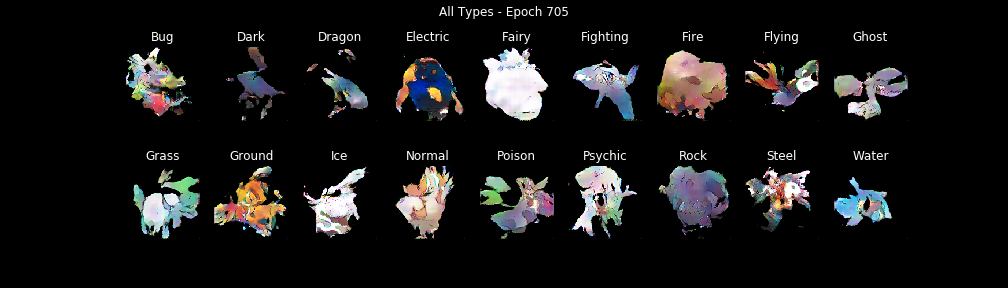 All Types - Epoch 705
Bug Dark Dragon Electric Fairy Fighting Fire Flying Ghost
Grass Ground Ice Normal Poison Psychic Rock Steel Water